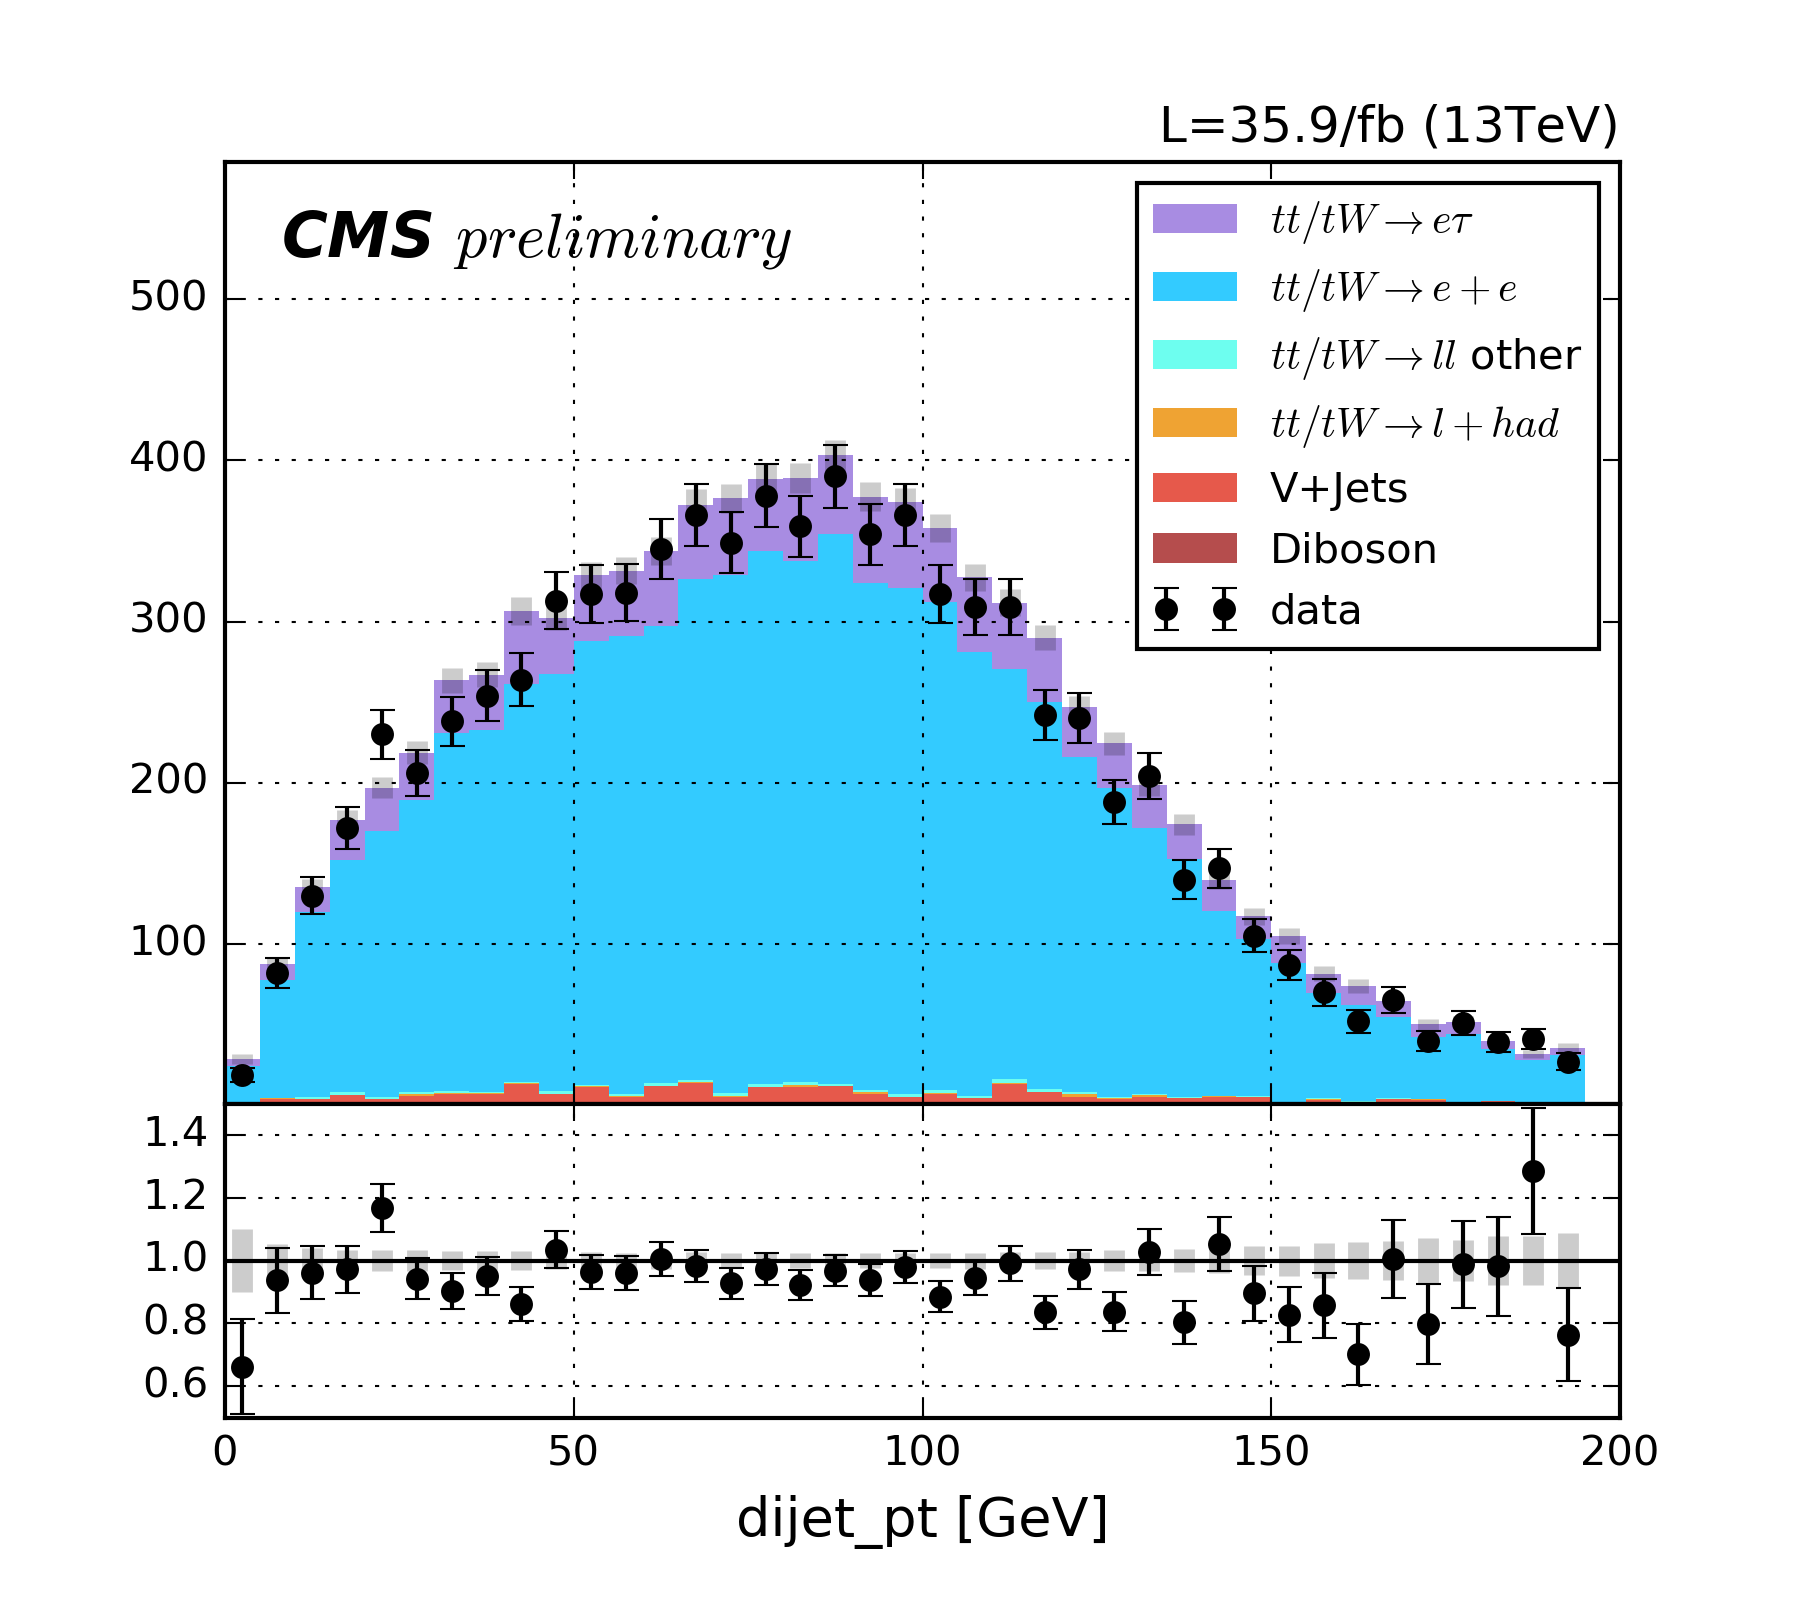 L=35.9/fb (13TeV)
CMS preliminary
tt/tW→eτ
tt/tW→e+e
tt/tW→ll other
tt/tW→l+had
V+Jets
Diboson
data
500
400
300
200
100
1.4
1.2
1.0
0.8
0.6
0 50 100 150 200
dijet_pt [GeV]